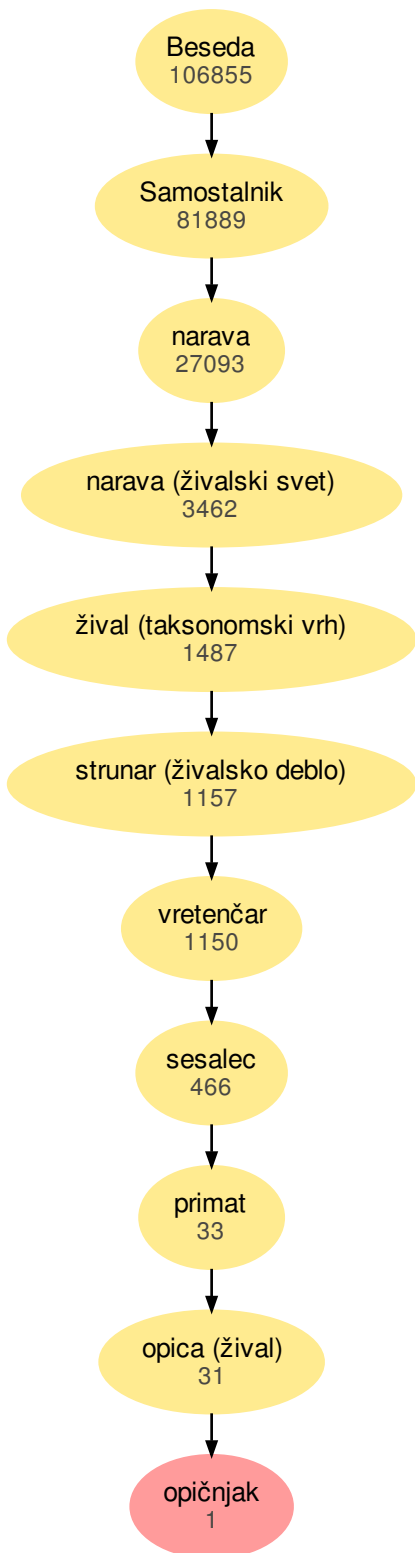 Beseda
106855
Samostalnik
81889
narava
27093
narava (živalski svet)
3462
žival (taksonomski vrh)
1487
strunar (živalsko deblo)
1157
vretenčar
1150
sesalec
466
primat
33
opica (žival)
31
opičnjak
1